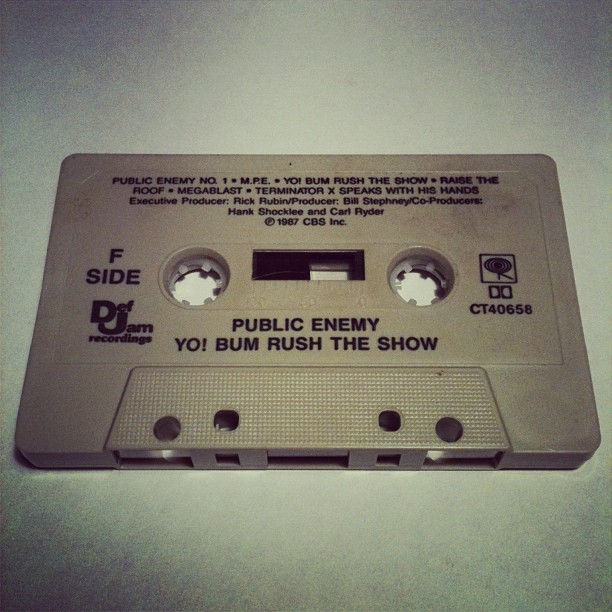 PUBLIC ENEMY NO. 1 • M.P.E. • YO! BUM RUSH THE SHOW • RAISE THE
ROOF • MEGABLAST • TERMINATOR X SPEAKS WITH HIS HANDS
Executive Producer: Rick Rubin/Producer: Bill Stephney/Co-Producers:
Hank Shocklee and Carl Ryder
℗ 1987 CBS Inc.
F
SIDE
Def
Jam
recordings
CT40658
PUBLIC ENEMY
YO! BUM RUSH THE SHOW